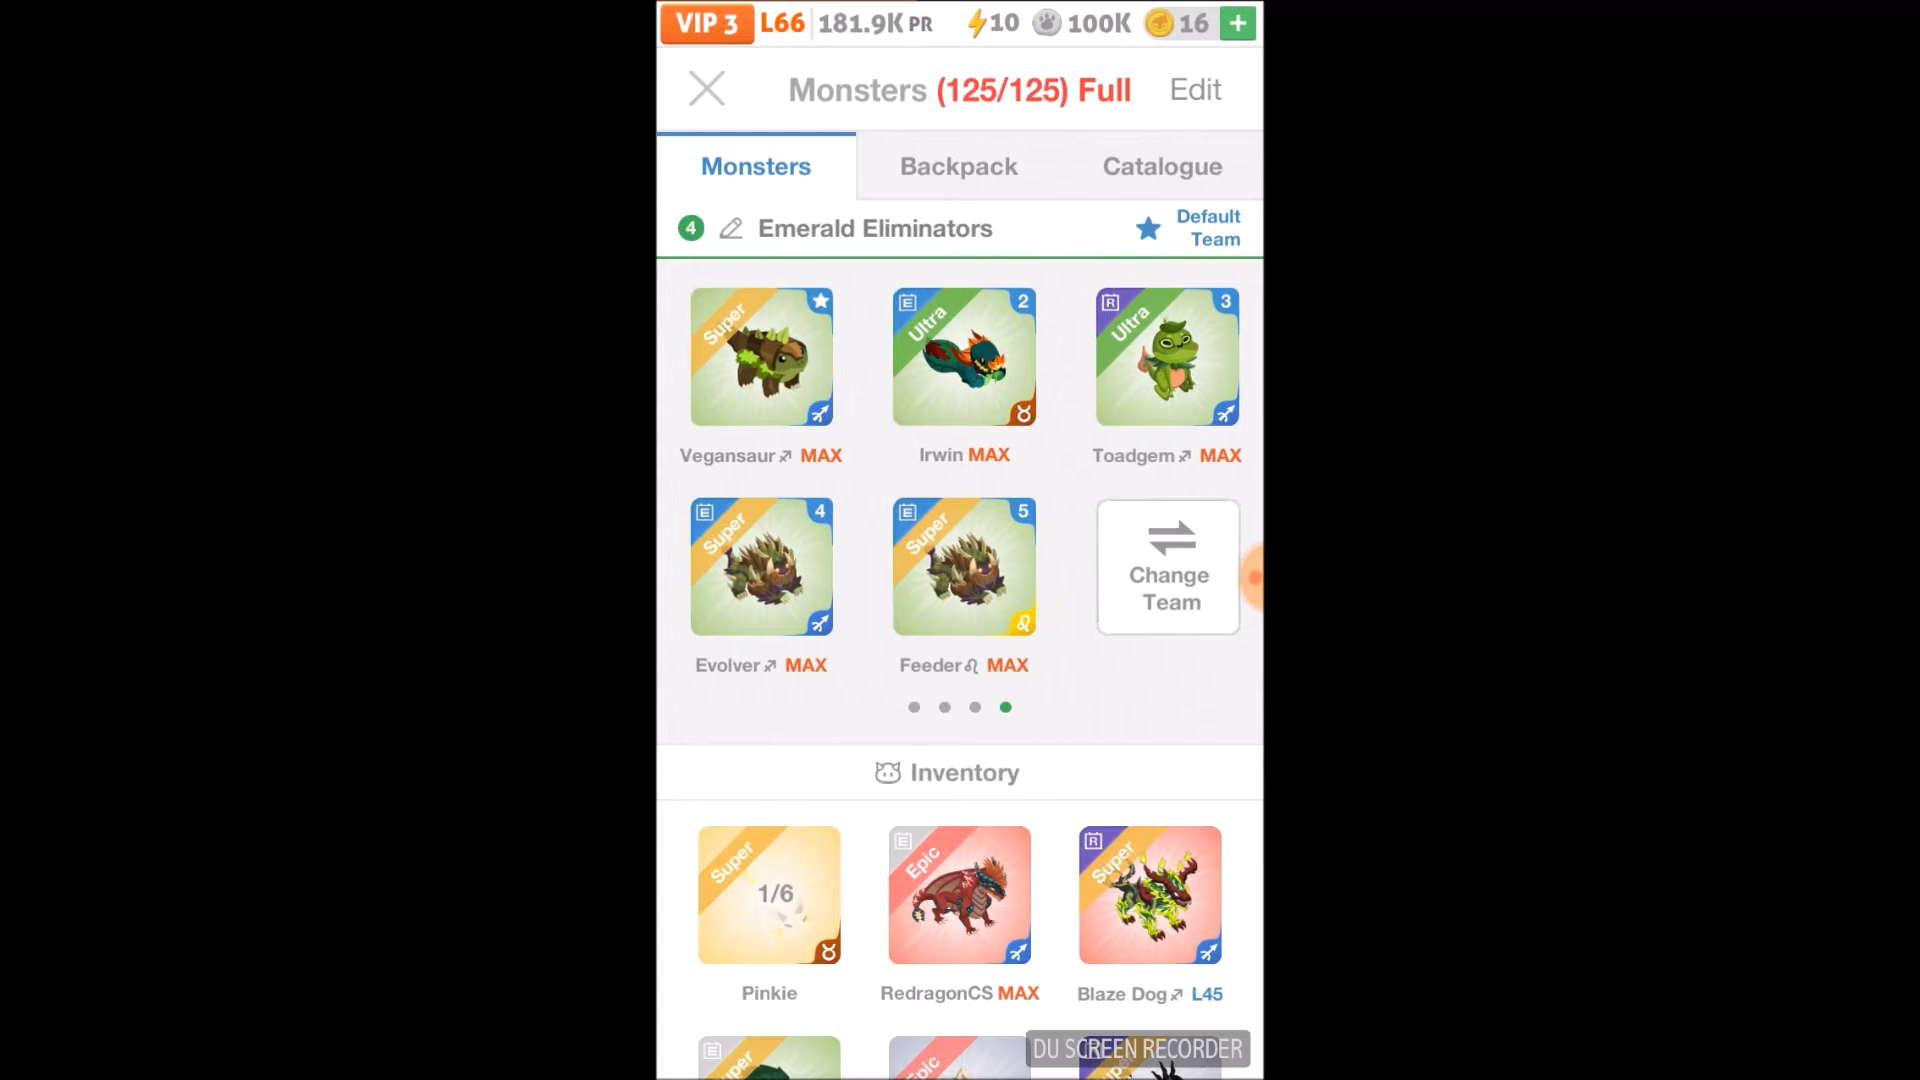 VIP 3 L66 181.9K PR 10 100K 16 +
Monsters (125/125) Full Edit
Monsters Backpack Catalogue
4 Emerald Eliminators Default Team
Super E Ultra 2 R Ultra 3
Vegansaur♐ MAX Irwin MAX Toadgem♐ MAX
E Super 4 E Super 5 Change Team
Evolver♐ MAX Feeder♌ MAX
Inventory
Super 1/6 E Epic R Super
Pinkie RedragonCS MAX Blaze Dog♐ L45
E Super Epic Super
DU SCREEN RECORDER